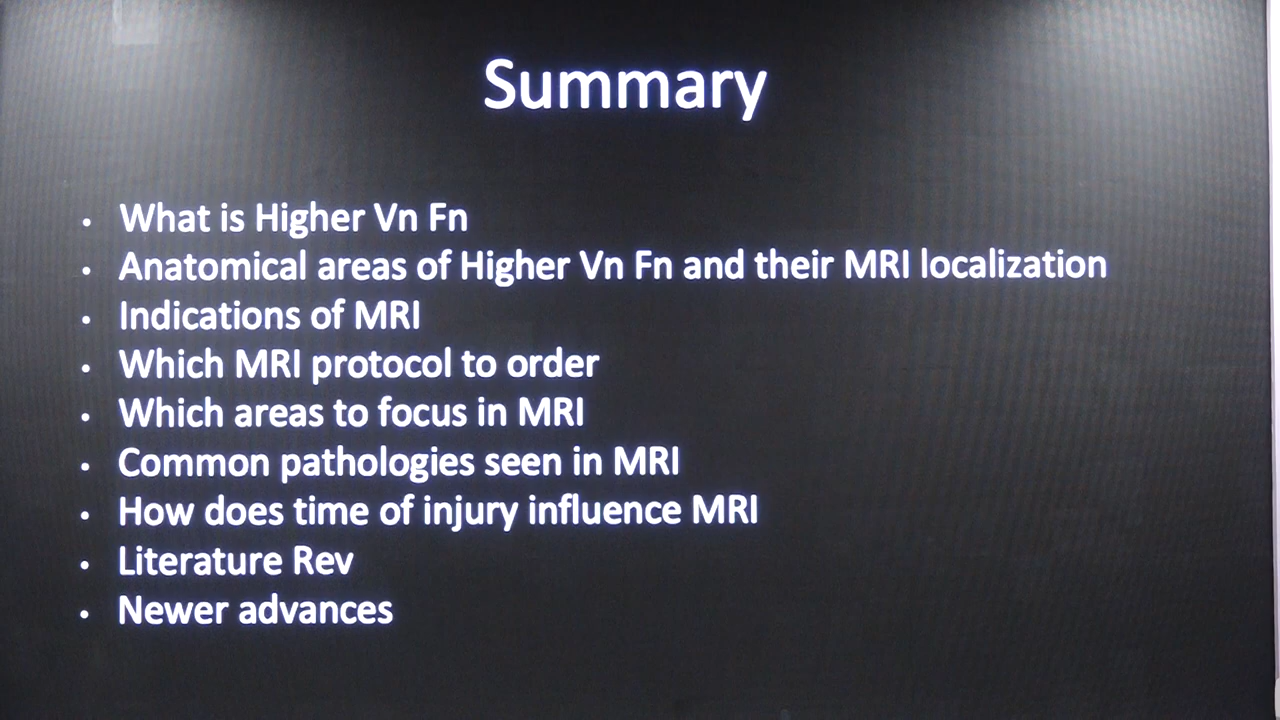 Summary
• What is Higher Vn Fn
• Anatomical areas of Higher Vn Fn and their MRI localization
• Indications of MRI
• Which MRI protocol to order
• Which areas to focus in MRI
• Common pathologies seen in MRI
• How does time of injury influence MRI
• Literature Rev
• Newer advances